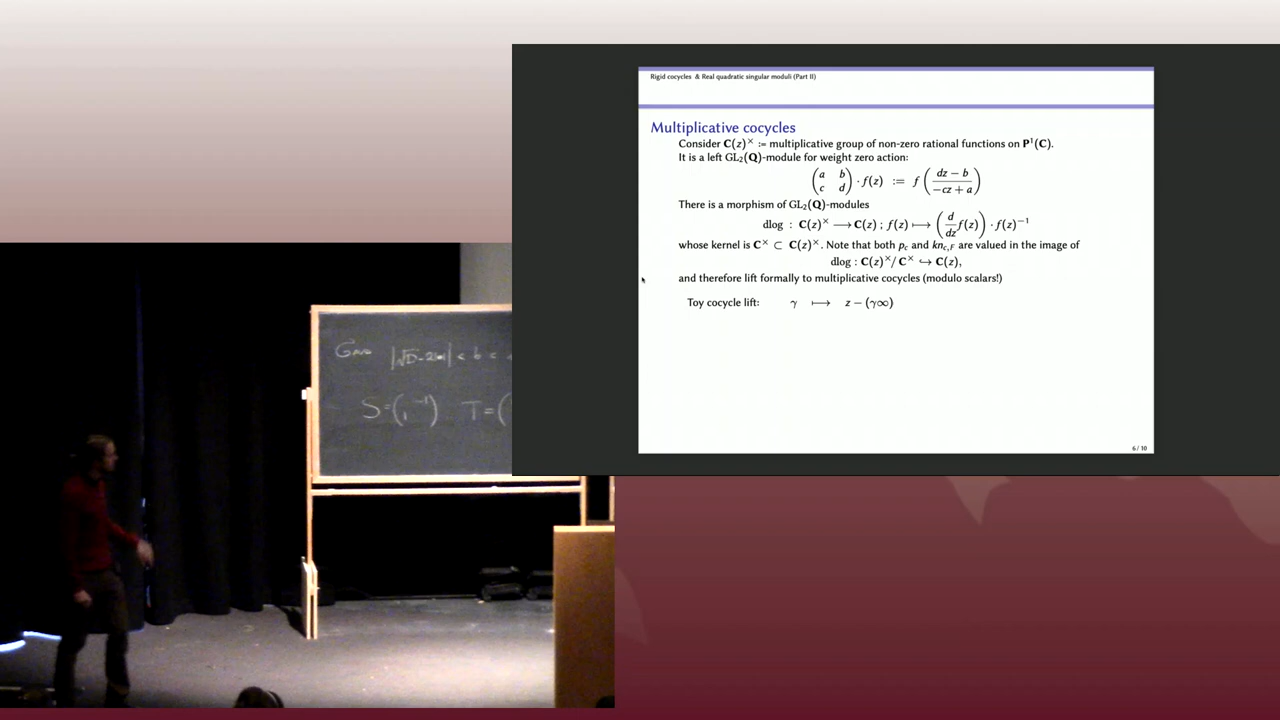 Rigid cocycles & Real quadratic singular moduli (Part II)
Multiplicative cocycles
Consider C(z)^× := multiplicative group of non-zero rational functions on P¹(C).
It is a left GL₂(Q)-module for weight zero action:
(a b; c d) · f(z) := f((dz − b)/(−cz + a))
There is a morphism of GL₂(Q)-modules
dlog : C(z)^× ⟶ C(z) ; f(z) ⟼ (d/dz f(z)) · f(z)⁻¹
whose kernel is C^× ⊂ C(z)^×. Note that both p_c and kn_{c,F} are valued in the image of
dlog : C(z)^×/ C^× ↪ C(z),
and therefore lift formally to multiplicative cocycles (modulo scalars!)
Toy cocycle lift: γ ⟼ z − (γ∞)
6 / 10
< b <
S = ( 1 -1 ) T = (